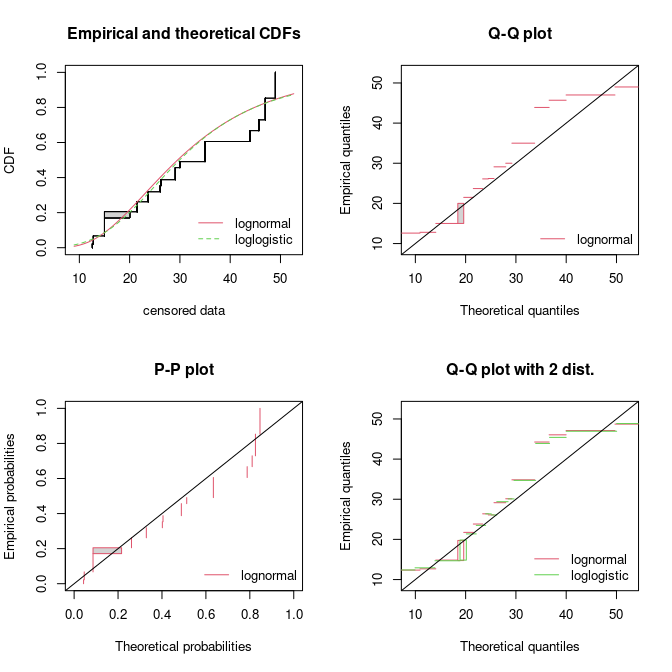 Empirical and theoretical CDFs
CDF
1.0
0.8
0.6
0.4
0.2
0.0
lognormal
loglogistic
10 20 30 40 50
censored data
Q-Q plot
Empirical quantiles
50
40
30
20
10
lognormal
10 20 30 40 50
Theoretical quantiles
P-P plot
Empirical probabilities
1.0
0.8
0.6
0.4
0.2
0.0
lognormal
0.0 0.2 0.4 0.6 0.8 1.0
Theoretical probabilities
Q-Q plot with 2 dist.
Empirical quantiles
50
40
30
20
10
lognormal
loglogistic
10 20 30 40 50
Theoretical quantiles